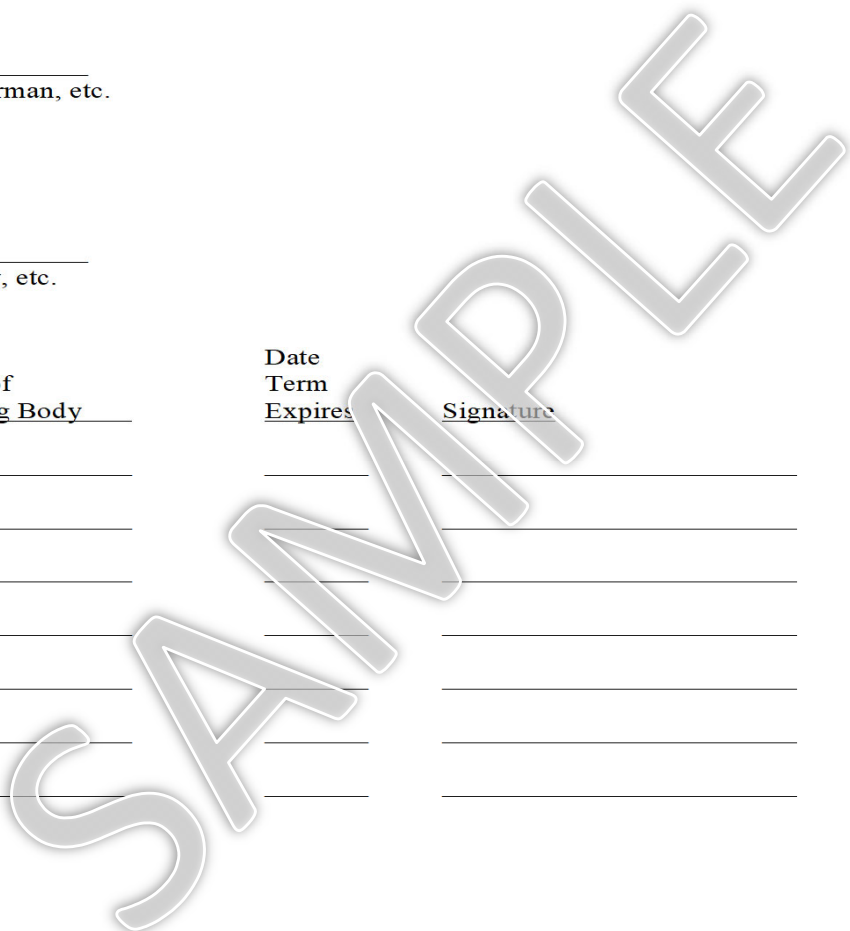 rman, etc.
, etc.
Date
f
Term
g Body
Expires
Signature
SAMPLE